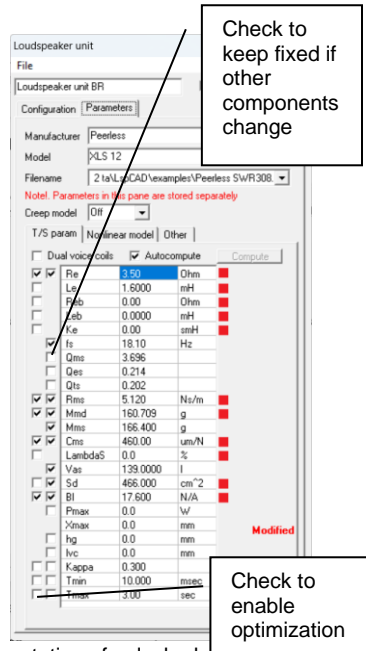 Check to
keep fixed if
other
components
change
Loudspeaker unit
File
Loudspeaker unit BR
Configuration Parameters
Manufacturer Peerless
Model XLS 12
Filename 2 ta\LspCAD\examples\Peerless SWR308.
Note!. Parameters in this pane are stored separately
Creep model Off
T/S param Nonlinear model Other
Dual voice coils Autocompute Compute
Re 3.50 Ohm
Le 1.6000 mH
Reb 0.00 Ohm
Leb 0.0000 mH
Ke 0.00 smH
fs 18.10 Hz
Qms 3.696
Qes 0.214
Qts 0.202
Rms 5.120 Ns/m
Mmd 160.709 g
Mms 166.400 g
Cms 460.00 um/N
LambdaS 0.0 %
Vas 139.0000 l
Sd 466.000 cm^2
Bl 17.600 N/A
Pmax 0.0 W
Xmax 0.0 mm
Modified
hg 0.0 mm
lvc 0.0 mm
Kappa 0.300
Tmin 10.000 msec
Tmax 3.00 sec
Check to
enable
optimization